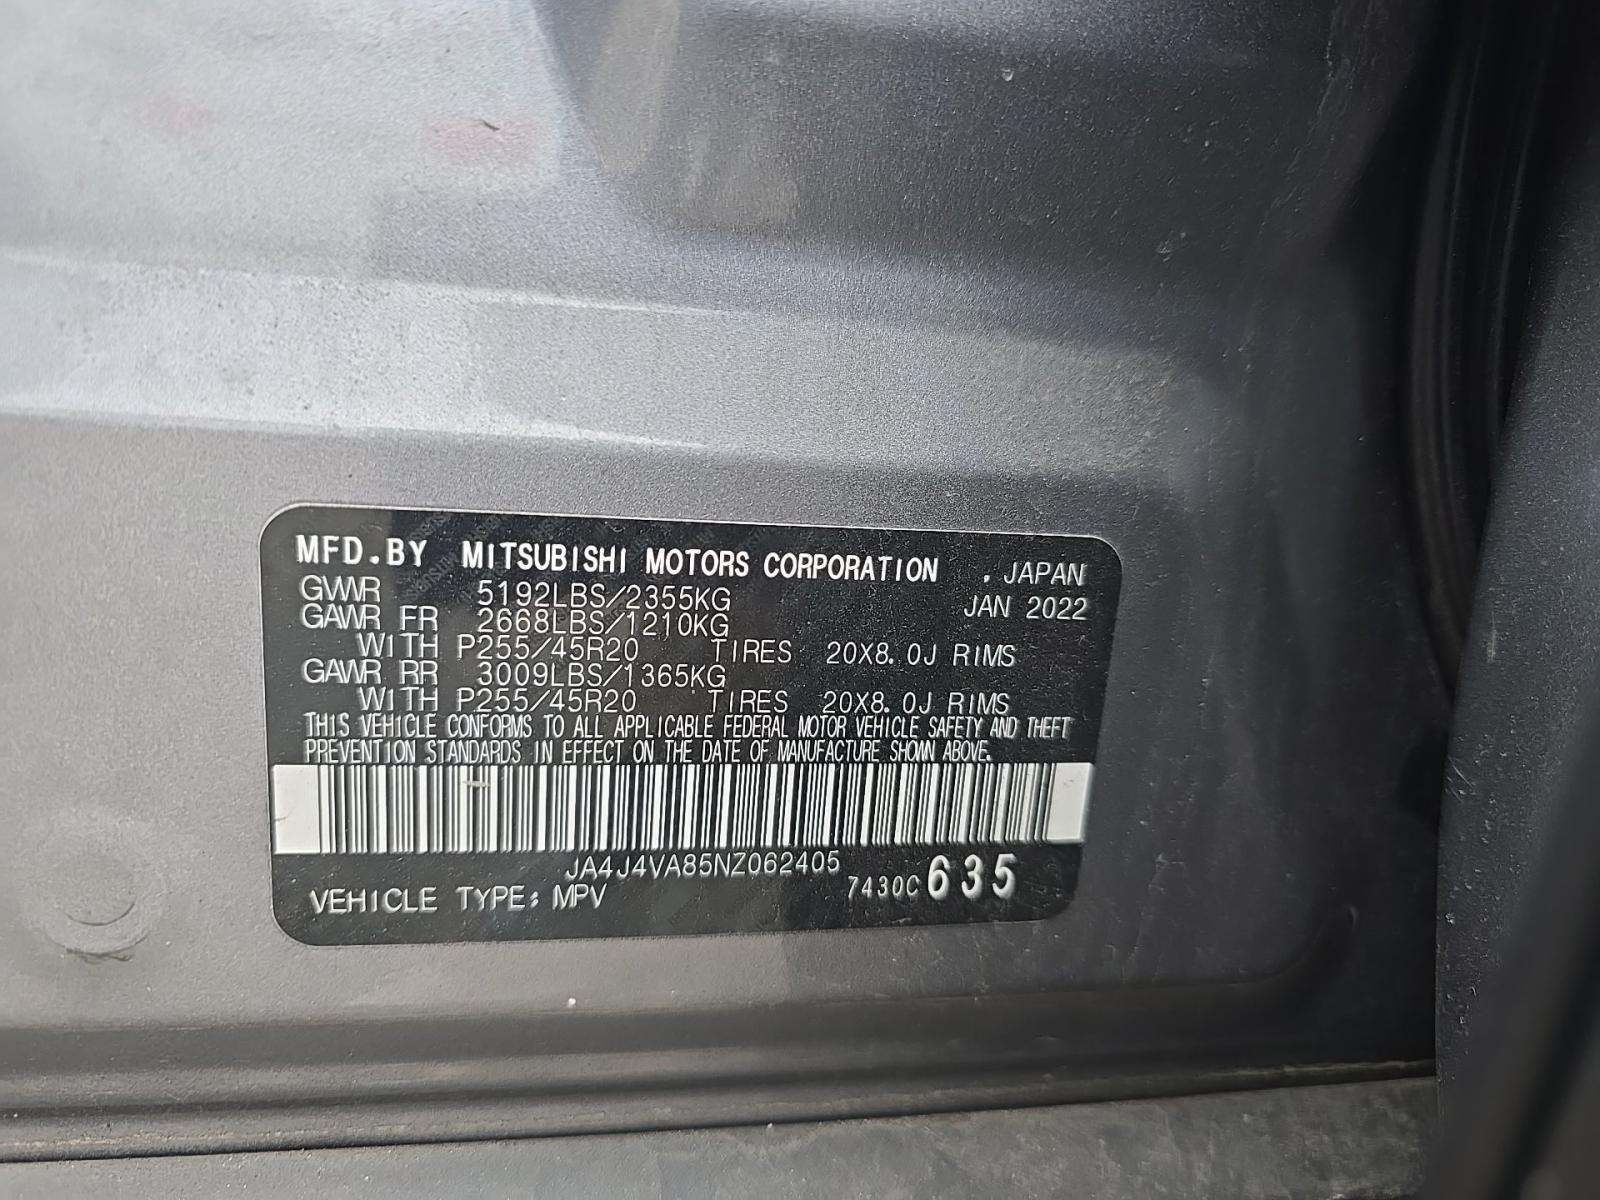 MFD.BY MITSUBISHI MOTORS CORPORATION . JAPAN
GVWR 5192LBS/2355KG JAN 2022
GAWR FR 2668LBS/1210KG
WITH P255/45R20 TIRES 20X8.0J RIMS
GAWR RR 3009LBS/1365KG
WITH P255/45R20 TIRES 20X8.0J RIMS
THIS VEHICLE CONFORMS TO ALL APPLICABLE FEDERAL MOTOR VEHICLE SAFETY AND THEFT
PREVENTION STANDARDS IN EFFECT ON THE DATE OF MANUFACTURE SHOWN ABOVE.
JA4J4VA85NZ062405
VEHICLE TYPE: MPV 7430C 635